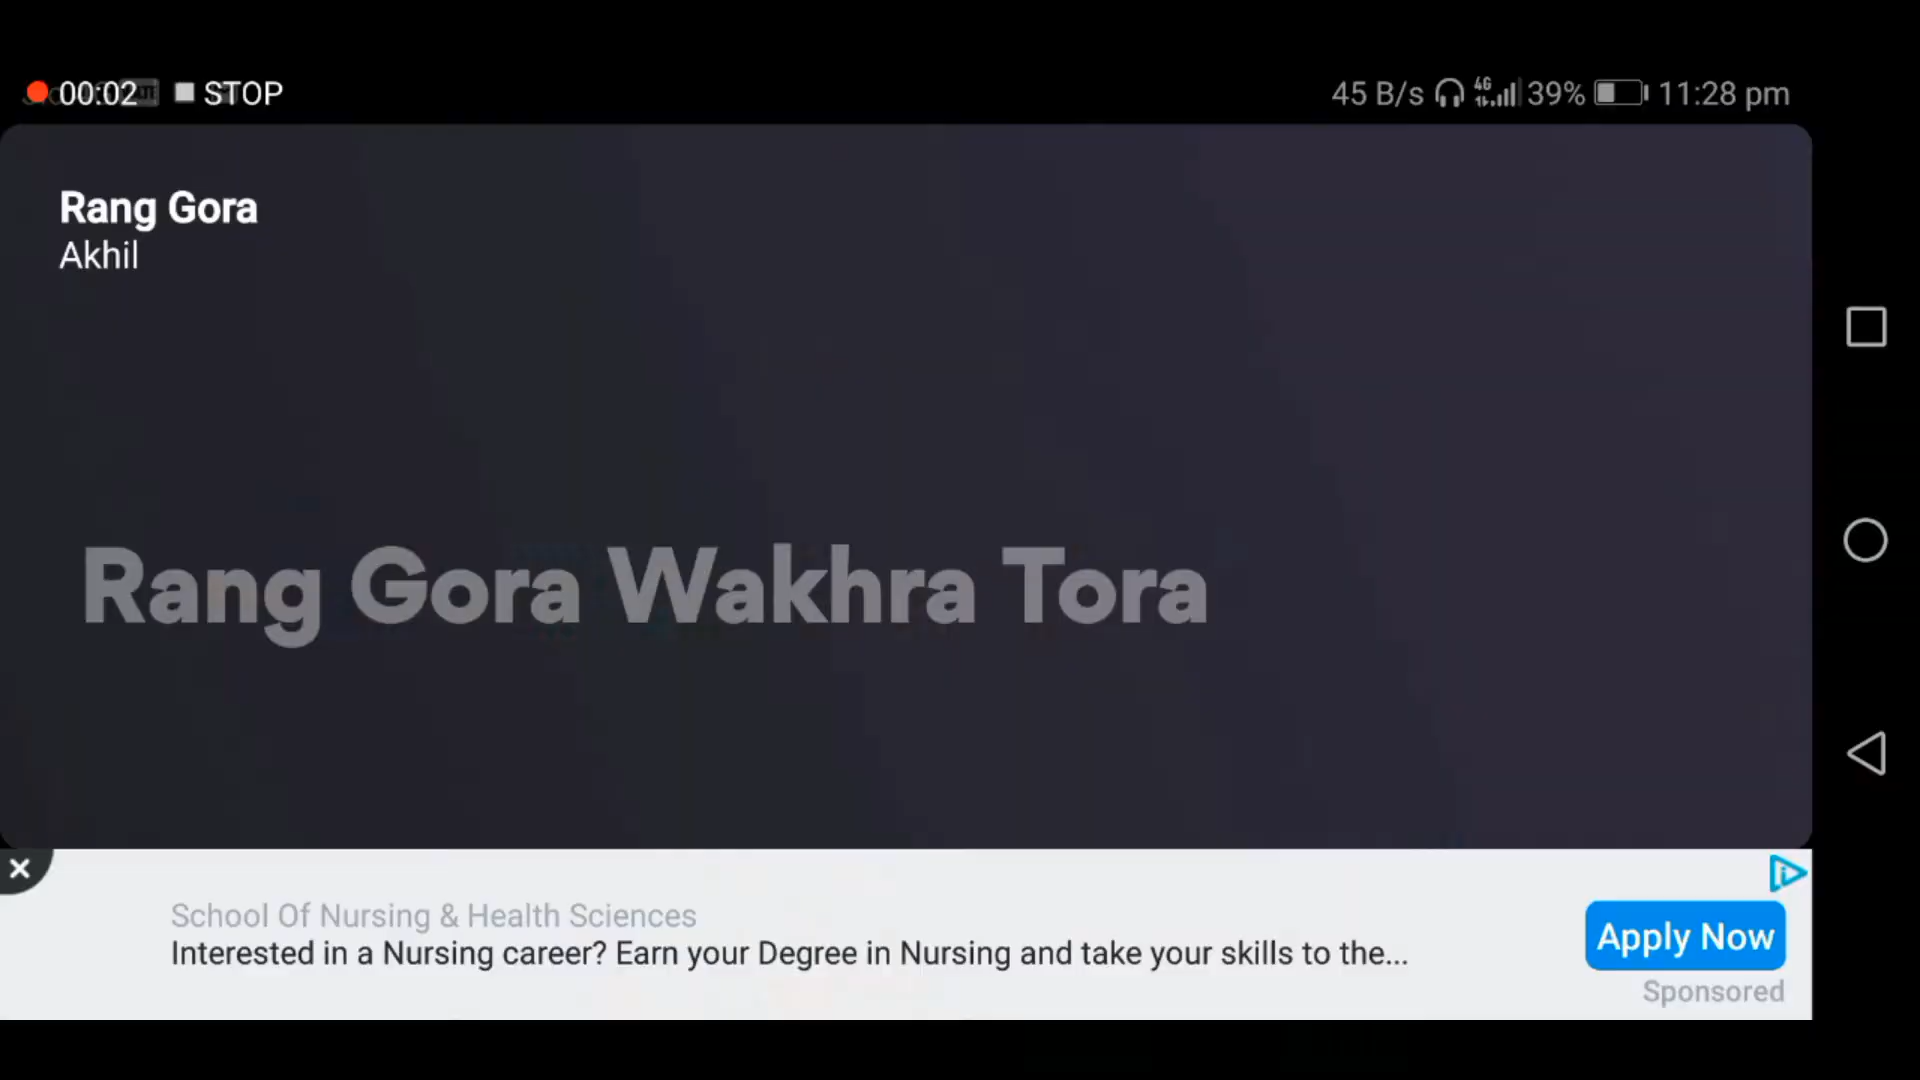 00:02 STOP
45 B/s 4G 39% 11:28 pm
Rang Gora
Akhil
Rang Gora Wakhra Tora
School Of Nursing & Health Sciences
Interested in a Nursing career? Earn your Degree in Nursing and take your skills to the...
Apply Now
Sponsored